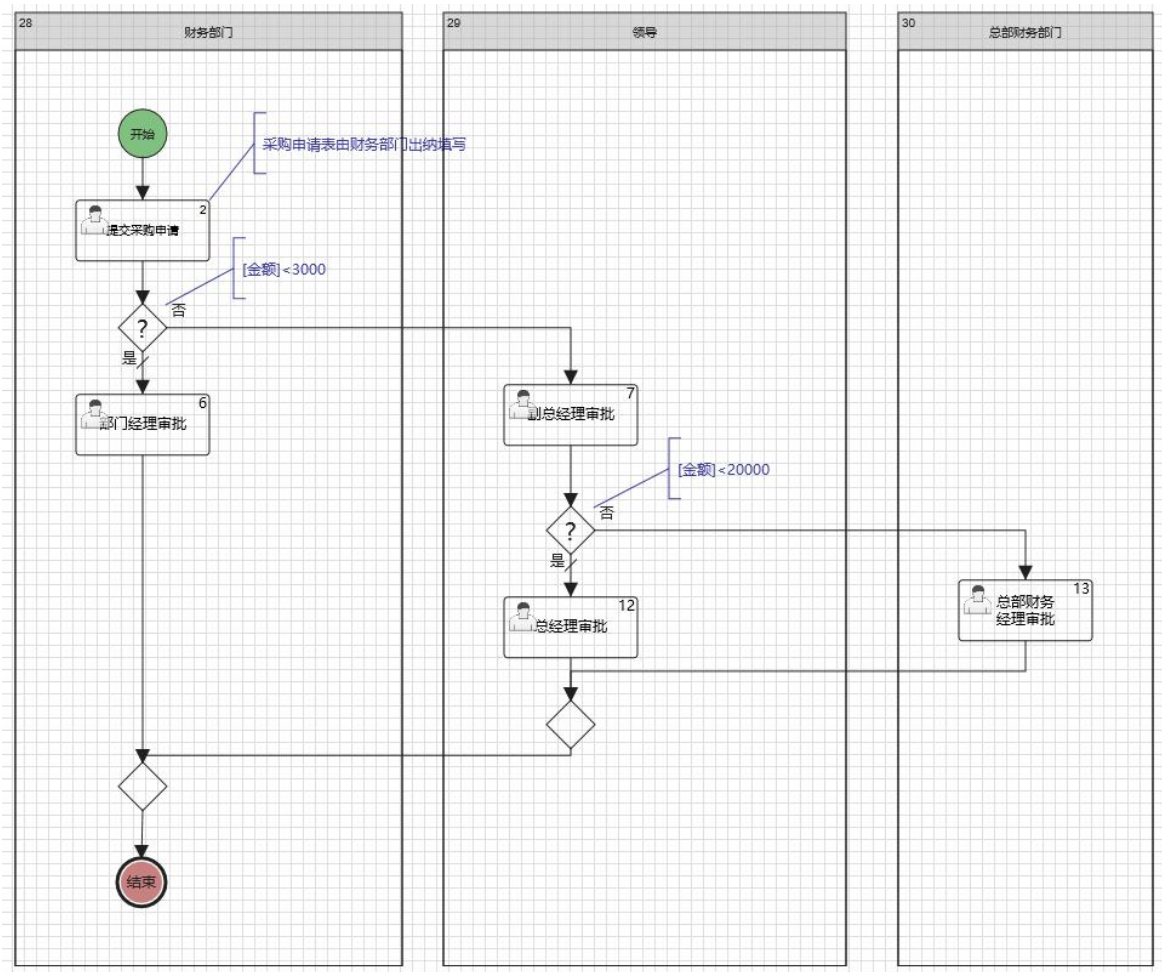 28
财务部门
29
领导
30
总部财务部门
开始
采购申请表由财务部门出纳填写
2
提交采购申请
[金额]<3000
否
?
是
6
部门经理审批
7
副总经理审批
[金额]<20000
否
?
是
12
总经理审批
13
总部财务
经理审批
结束